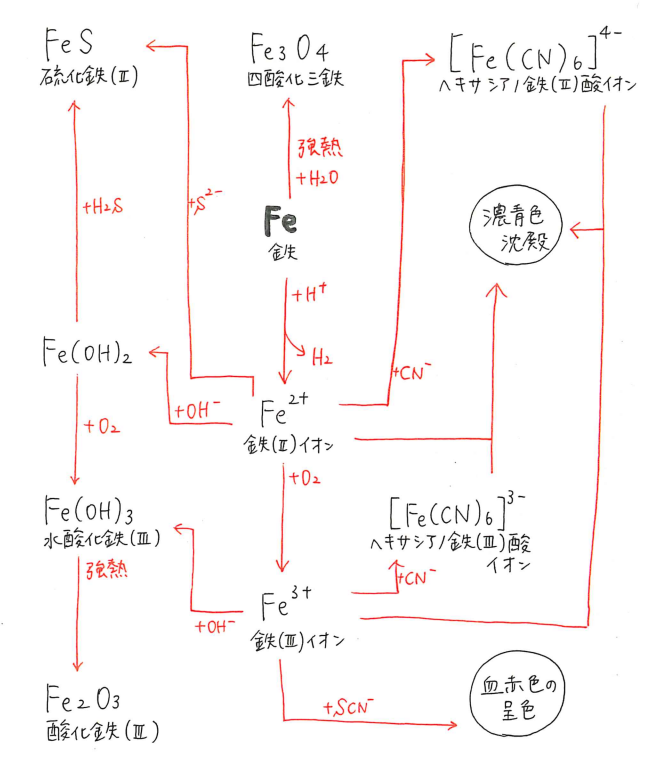 FeS
硫化鉄(Ⅱ)
Fe₃O₄
四酸化三鉄
[Fe(CN)₆]⁴⁻
ヘキサシアノ鉄(Ⅱ)酸イオン
強熱
+H₂O
+H₂S
+S²⁻
Fe
鉄
濃青色
沈殿
+H⁺
H₂
Fe(OH)₂
+CN⁻
+OH⁻
Fe²⁺
鉄(Ⅱ)イオン
+O₂
+O₂
Fe(OH)₃
水酸化鉄(Ⅲ)
[Fe(CN)₆]³⁻
ヘキサシアノ鉄(Ⅲ)酸
イオン
強熱
+CN⁻
+OH⁻
Fe³⁺
鉄(Ⅲ)イオン
Fe₂O₃
酸化鉄(Ⅲ)
+SCN⁻
血赤色の
呈色